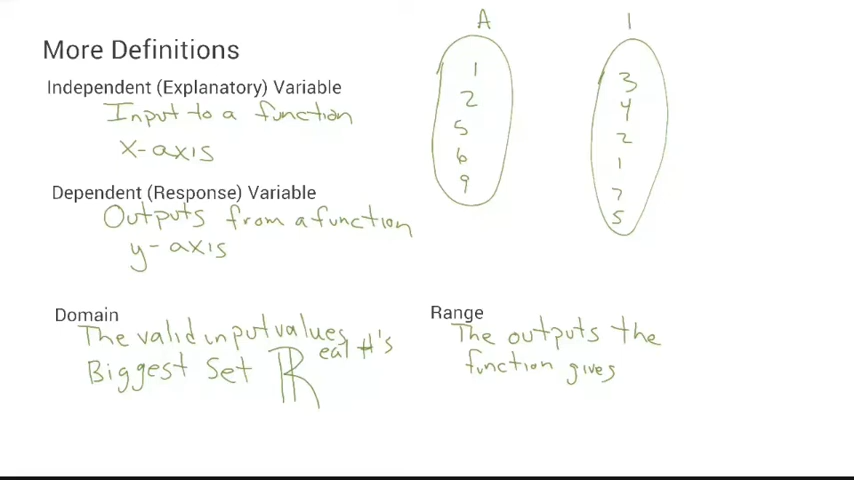 More Definitions
Independent (Explanatory) Variable
Input to a function
x-axis
Dependent (Response) Variable
Outputs from a function
y-axis
Domain
The valid input values
Biggest Set ℝeal #'s
Range
The outputs the
function gives
A
1
2
5
6
9
1
3
4
2
1
7
5